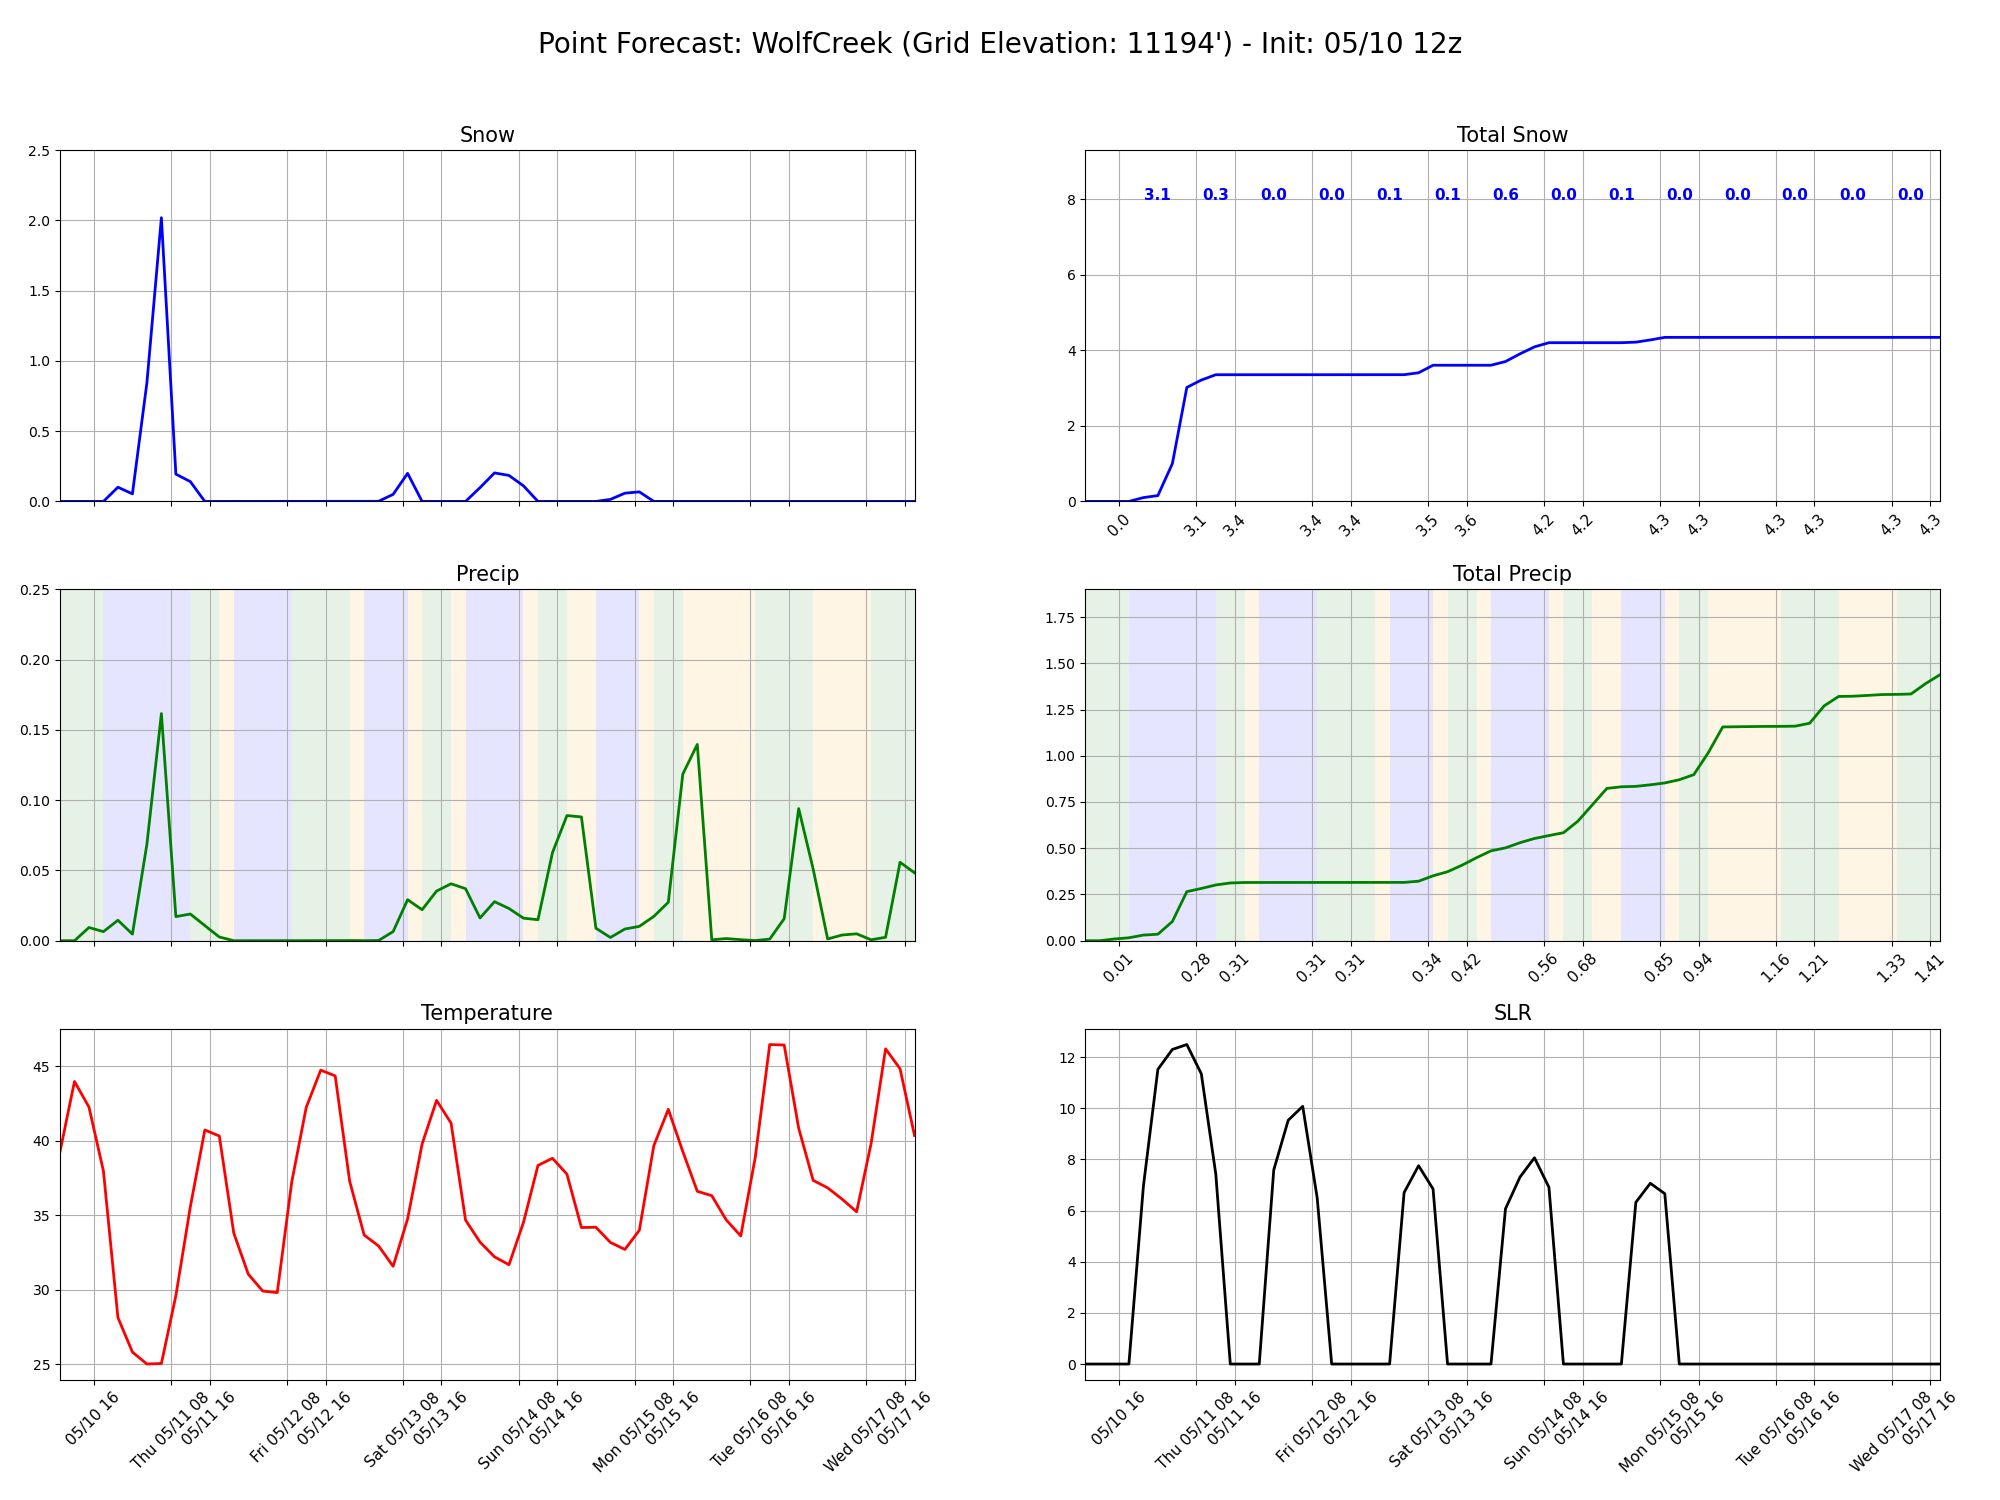 Point Forecast: WolfCreek (Grid Elevation: 11194') - Init: 05/10 12z
Snow
2.5
2.0
1.5
1.0
0.5
0.0
Total Snow
3.1 0.3 0.0 0.0 0.1 0.1 0.6 0.0 0.1 0.0 0.0 0.0 0.0 0.0
8
6
4
2
0
0.0 3.1 3.4 3.4 3.4 3.5 3.6 4.2 4.2 4.3 4.3 4.3 4.3 4.3 4.3
Precip
0.25
0.20
0.15
0.10
0.05
0.00
Total Precip
1.75
1.50
1.25
1.00
0.75
0.50
0.25
0.00
0.01 0.28 0.31 0.31 0.31 0.34 0.42 0.56 0.68 0.85 0.94 1.16 1.21 1.33 1.41
Temperature
45
40
35
30
25
05/10 16
Thu 05/11 08
05/11 16
Fri 05/12 08
05/12 16
Sat 05/13 08
05/13 16
Sun 05/14 08
05/14 16
Mon 05/15 08
05/15 16
Tue 05/16 08
05/16 16
Wed 05/17 08
05/17 16
SLR
12
10
8
6
4
2
0
05/10 16
Thu 05/11 08
05/11 16
Fri 05/12 08
05/12 16
Sat 05/13 08
05/13 16
Sun 05/14 08
05/14 16
Mon 05/15 08
05/15 16
Tue 05/16 08
05/16 16
Wed 05/17 08
05/17 16